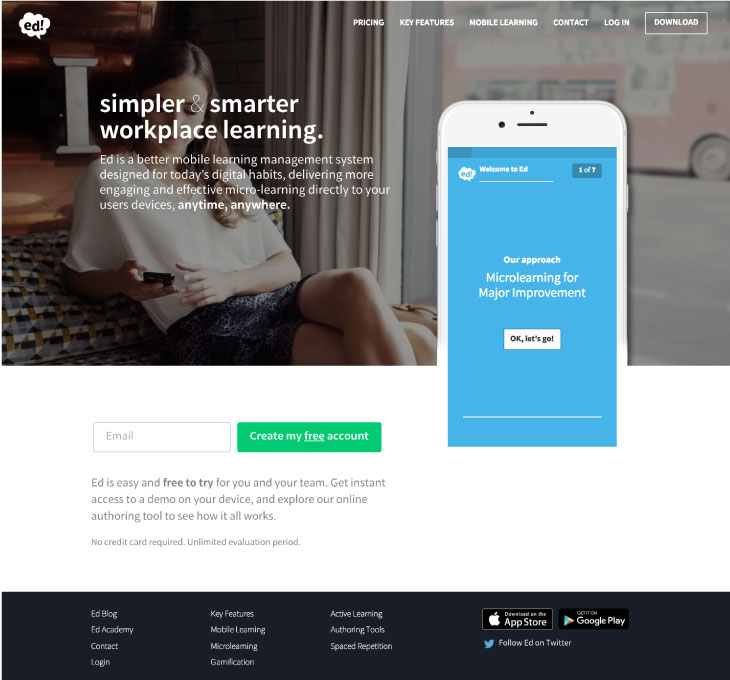 ed!
PRICING KEY FEATURES MOBILE LEARNING CONTACT LOG IN DOWNLOAD
simpler & smarter
workplace learning.
Ed is a better mobile learning management system
designed for today's digital habits, delivering more
engaging and effective micro-learning directly to your
users devices, anytime, anywhere.
ed!
Welcome to Ed
1 of 7
Our approach
Microlearning for
Major Improvement
OK, let's go!
Email
Create my free account
Ed is easy and free to try for you and your team. Get instant
access to a demo on your device, and explore our online
authoring tool to see how it all works.
No credit card required. Unlimited evaluation period.
Ed Blog
Ed Academy
Contact
Login
Key Features
Mobile Learning
Microlearning
Gamification
Active Learning
Authoring Tools
Spaced Repetition
Download on the
App Store
GET IT ON
Google Play
Follow Ed on Twitter